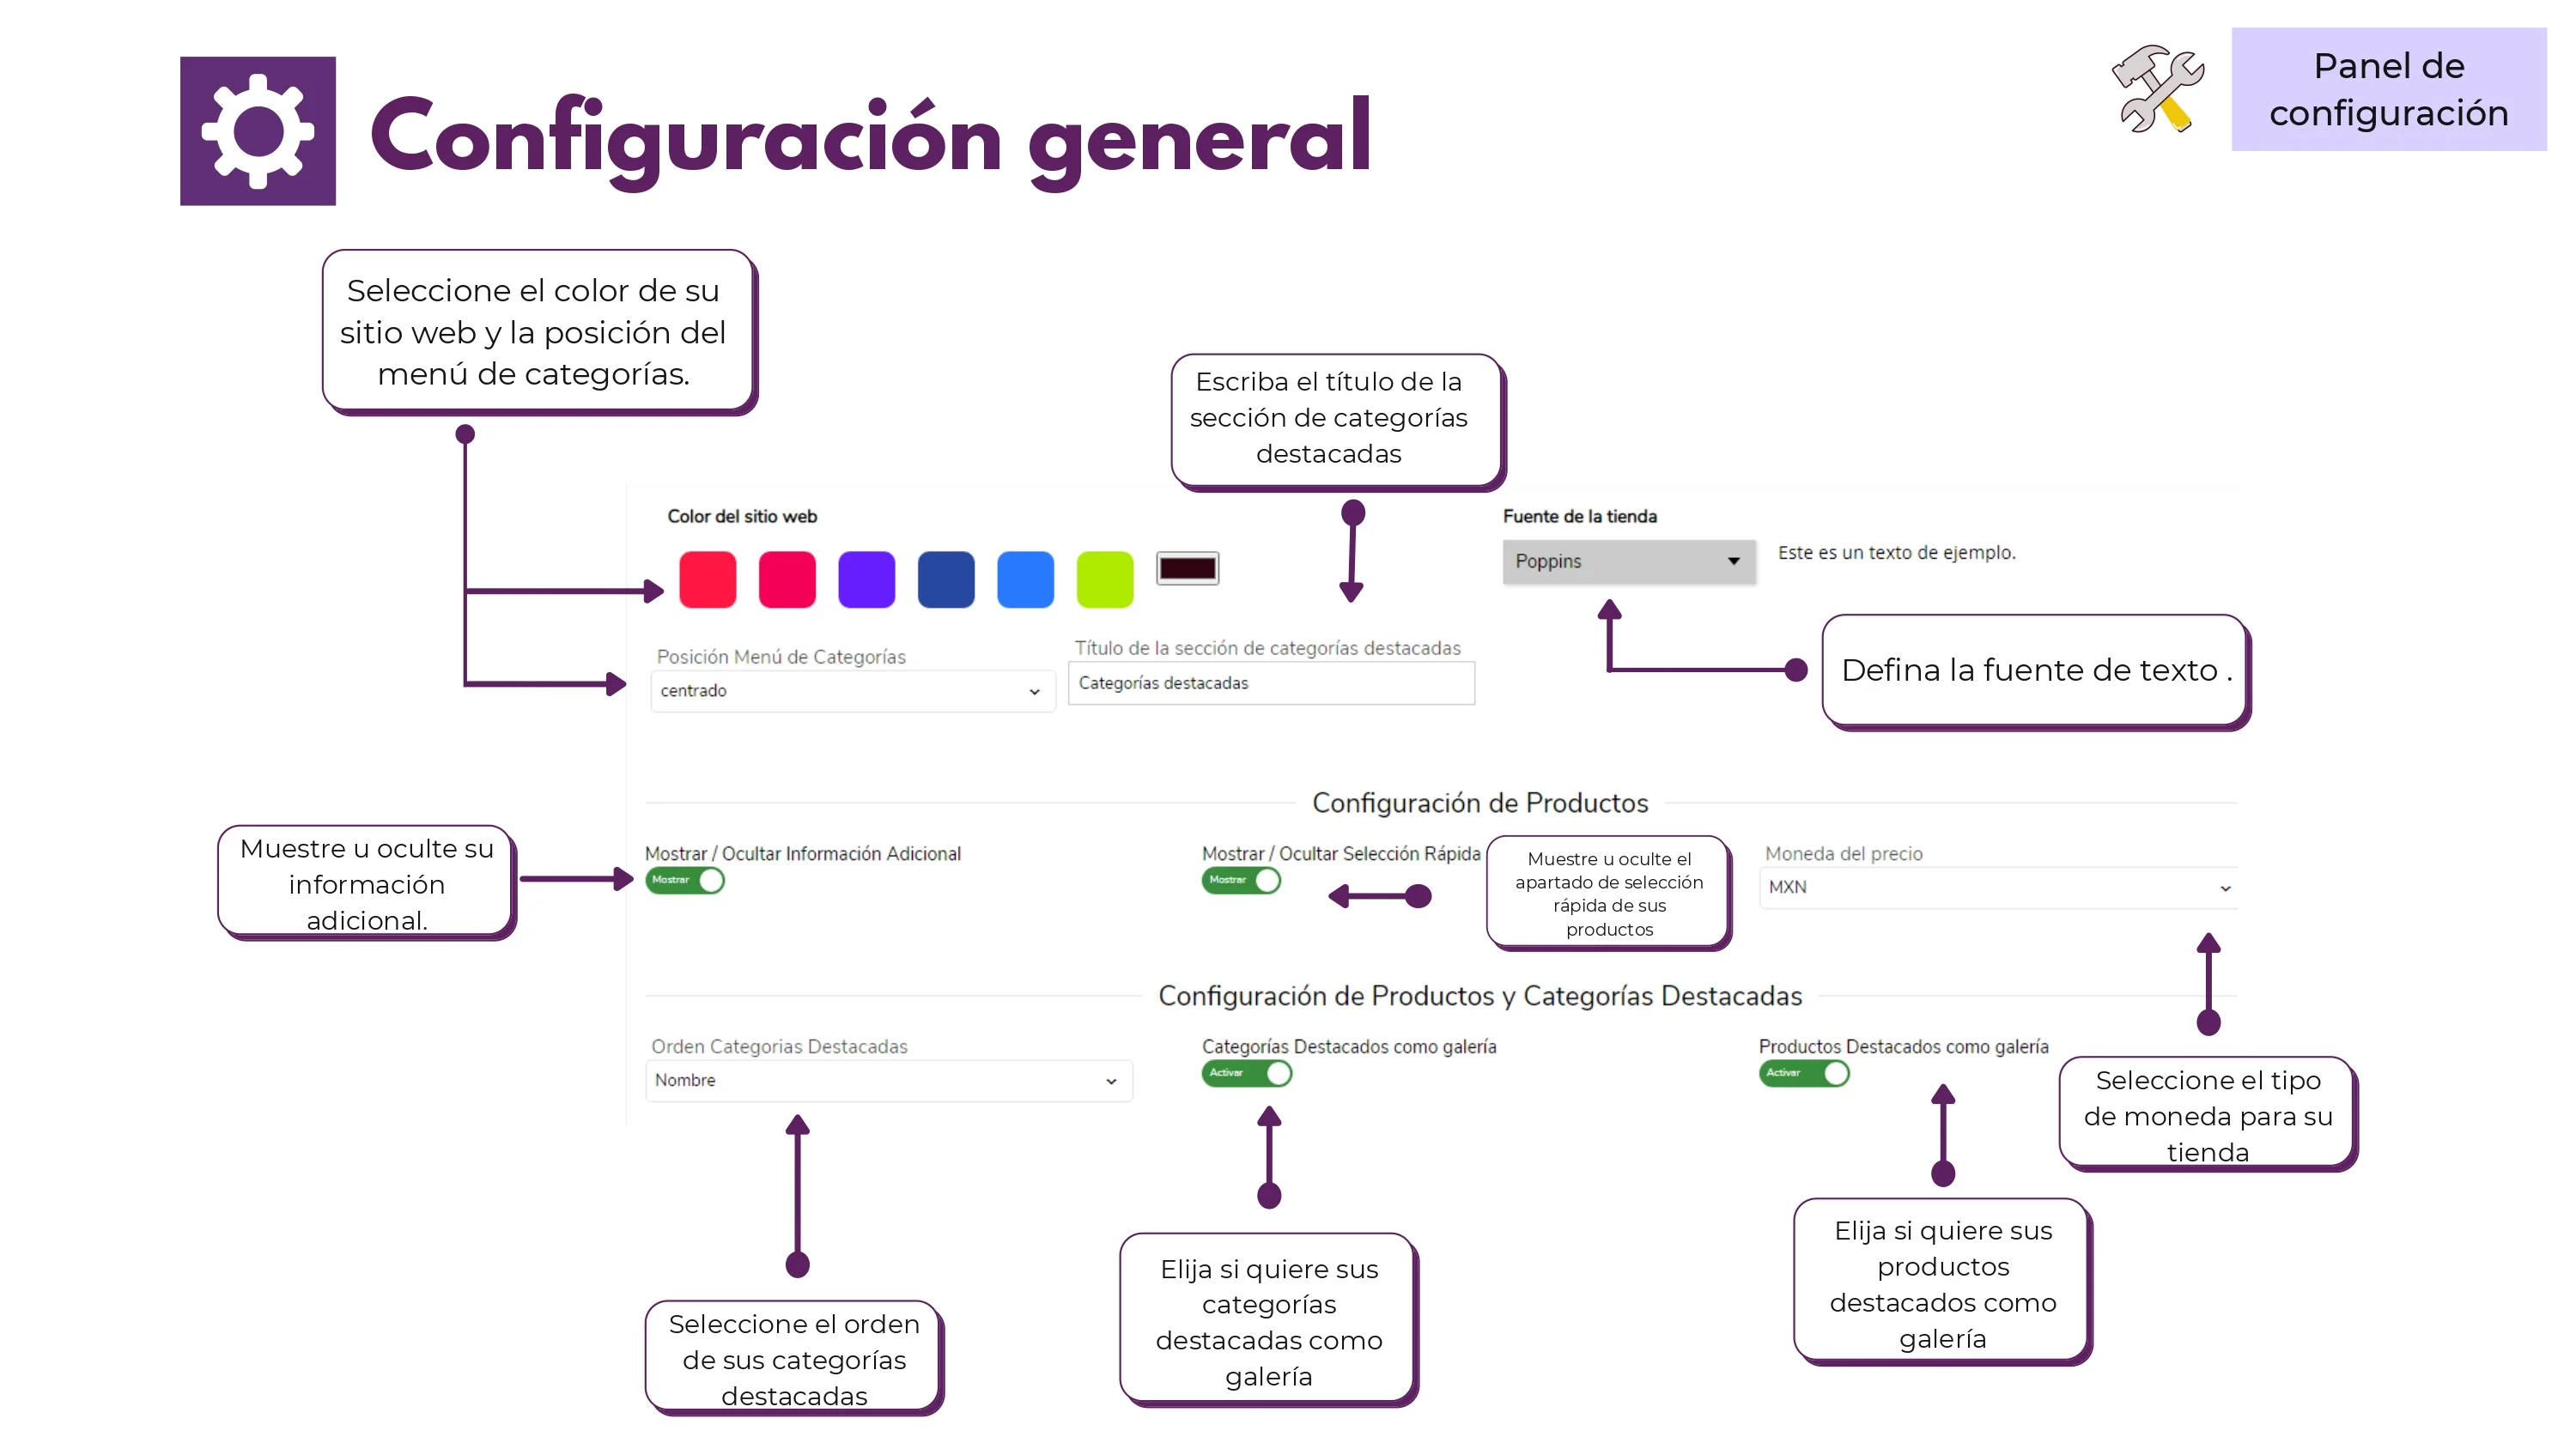 Panel de
configuración
Configuración general
Seleccione el color de su
sitio web y la posición del
menú de categorías.
Escriba el título de la
sección de categorías
destacadas
Color del sitio web
Fuente de la tienda
Poppins
Este es un texto de ejemplo.
Posición Menú de Categorías
centrado
Título de la sección de categorías destacadas
Categorías destacadas
Defina la fuente de texto .
Configuración de Productos
Muestre u oculte su
información
adicional.
Mostrar / Ocultar Información Adicional
Mostrar
Mostrar / Ocultar Selección Rápida
Mostrar
Muestre u oculte el
apartado de selección
rápida de sus
productos
Moneda del precio
MXN
Configuración de Productos y Categorías Destacadas
Orden Categorias Destacadas
Nombre
Categorías Destacados como galería
Activar
Productos Destacados como galería
Activar
Seleccione el tipo
de moneda para su
tienda
Seleccione el orden
de sus categorías
destacadas
Elija si quiere sus
categorías
destacadas como
galería
Elija si quiere sus
productos
destacados como
galería